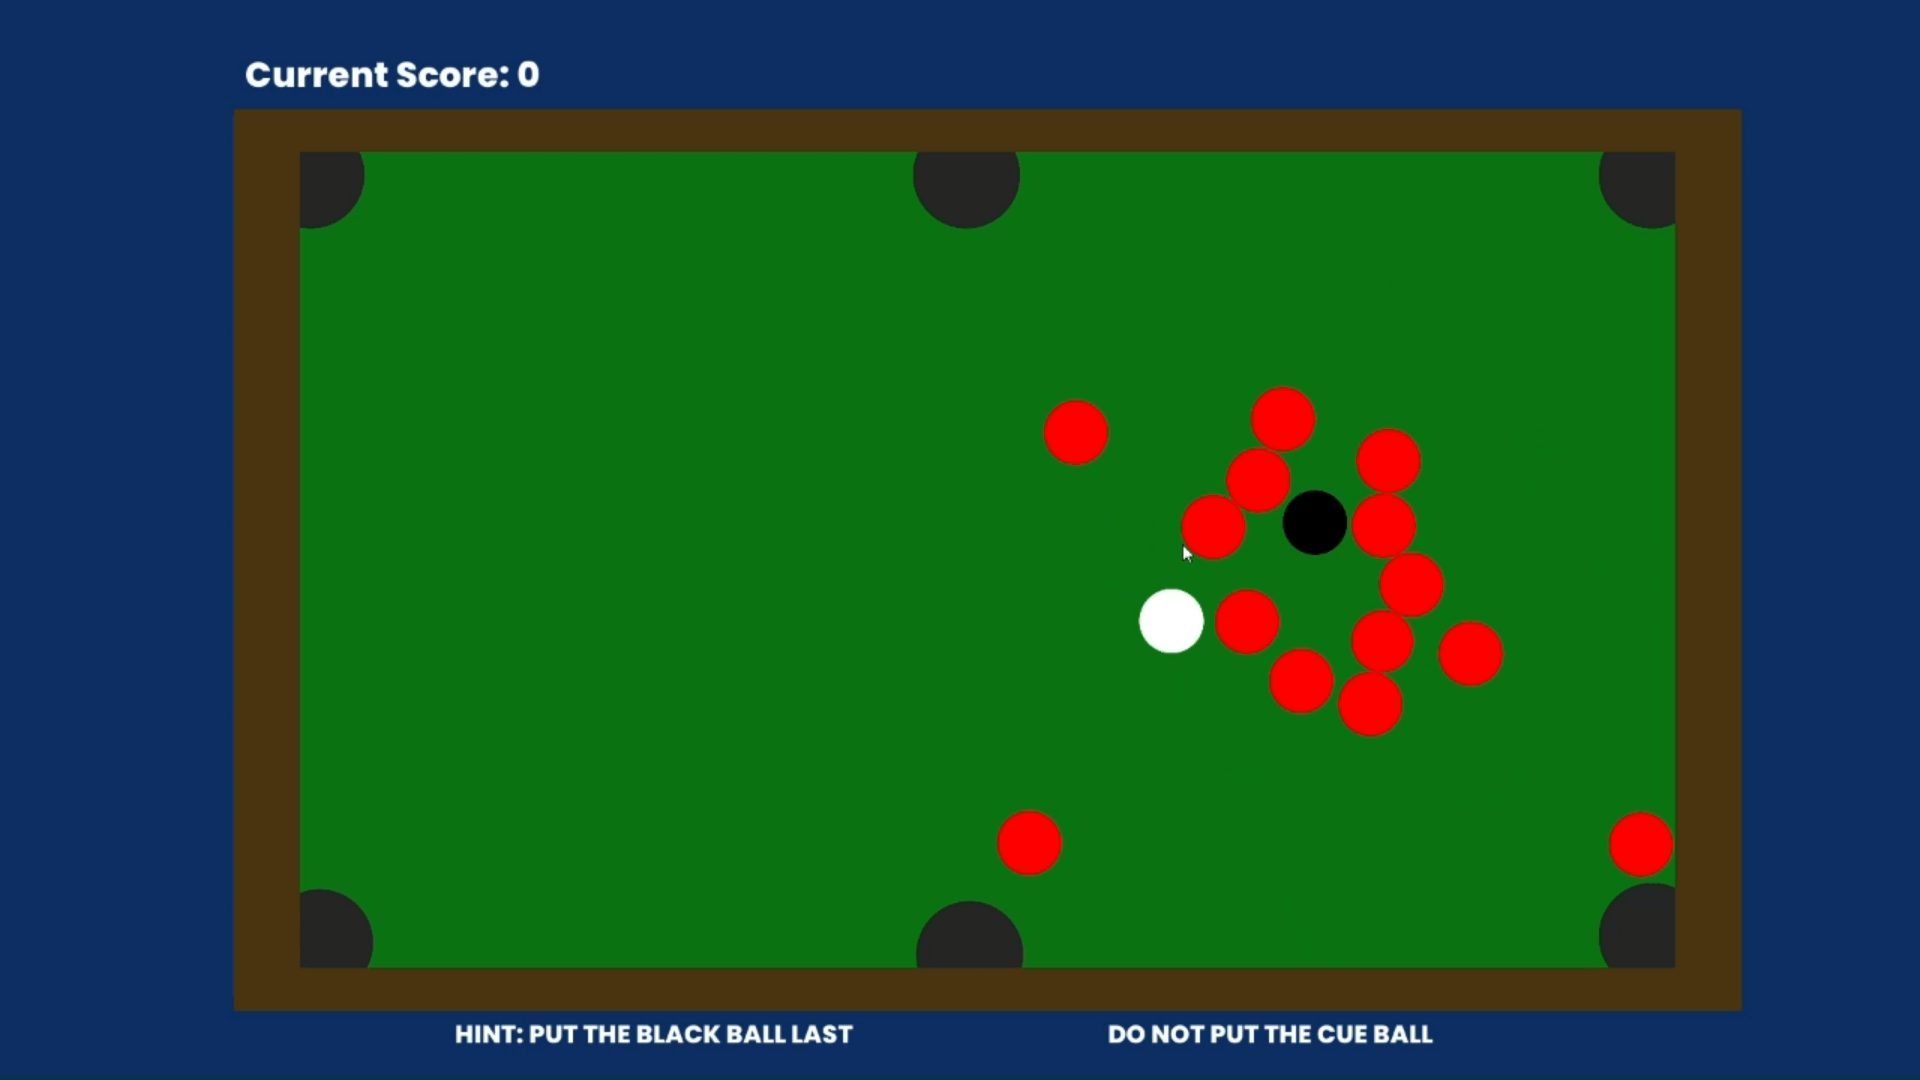 Current Score: 0
HINT: PUT THE BLACK BALL LAST
DO NOT PUT THE CUE BALL